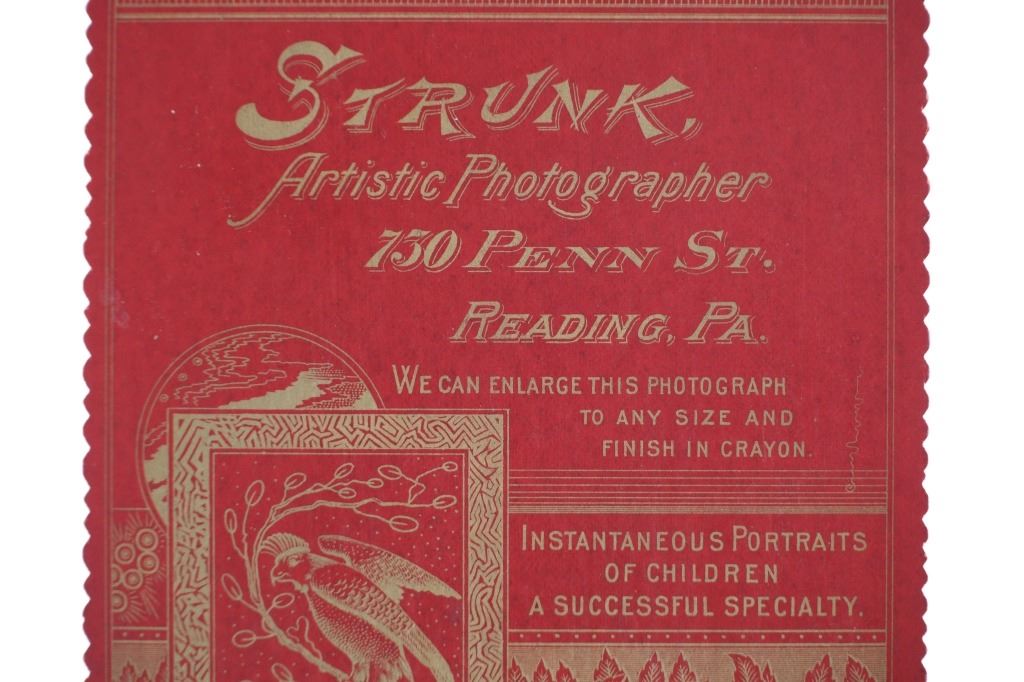 STRUNK,
Artistic Photographer
730 PENN ST.
READING, PA.
WE CAN ENLARGE THIS PHOTOGRAPH
TO ANY SIZE AND
FINISH IN CRAYON.
INSTANTANEOUS PORTRAITS
OF CHILDREN
A SUCCESSFUL SPECIALTY.